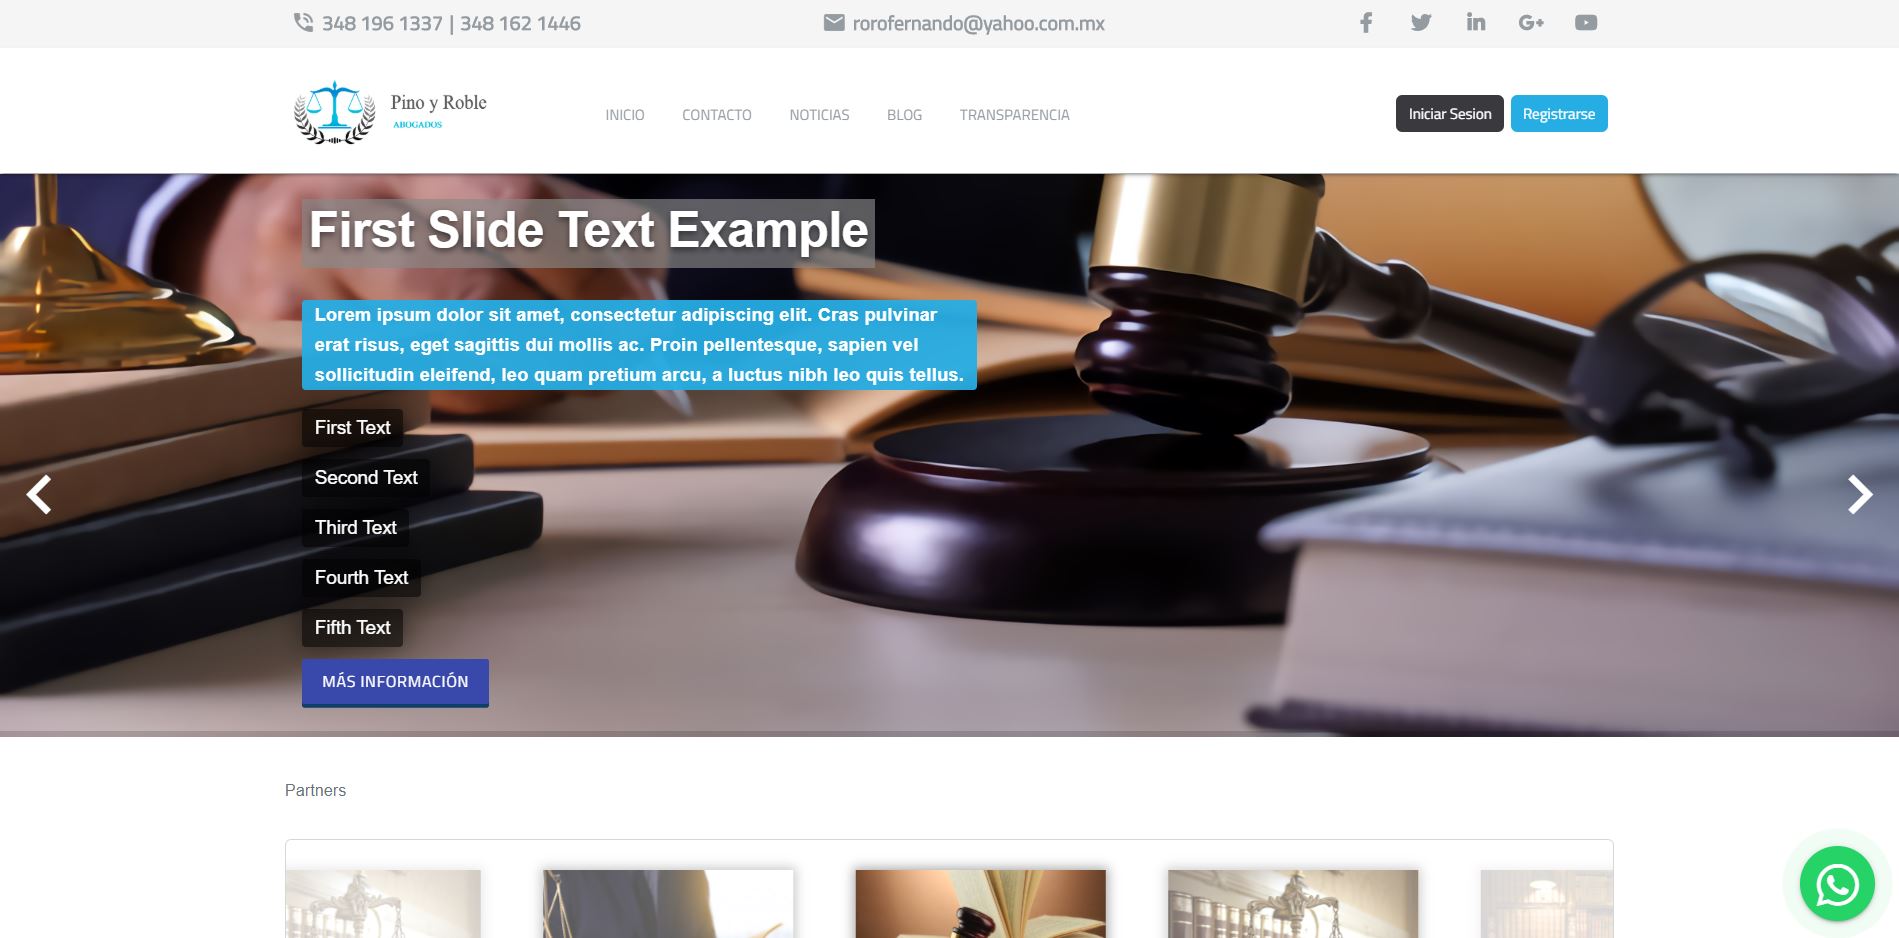 348 196 1337 | 348 162 1446
rorofernando@yahoo.com.mx
G+
Pino y Roble
ABOGADOS
INICIO
CONTACTO
NOTICIAS
BLOG
TRANSPARENCIA
Iniciar Sesion
Registrarse
First Slide Text Example
Lorem ipsum dolor sit amet, consectetur adipiscing elit. Cras pulvinar
erat risus, eget sagittis dui mollis ac. Proin pellentesque, sapien vel
sollicitudin eleifend, leo quam pretium arcu, a luctus nibh leo quis tellus.
First Text
Second Text
Third Text
Fourth Text
Fifth Text
MÁS INFORMACIÓN
Partners